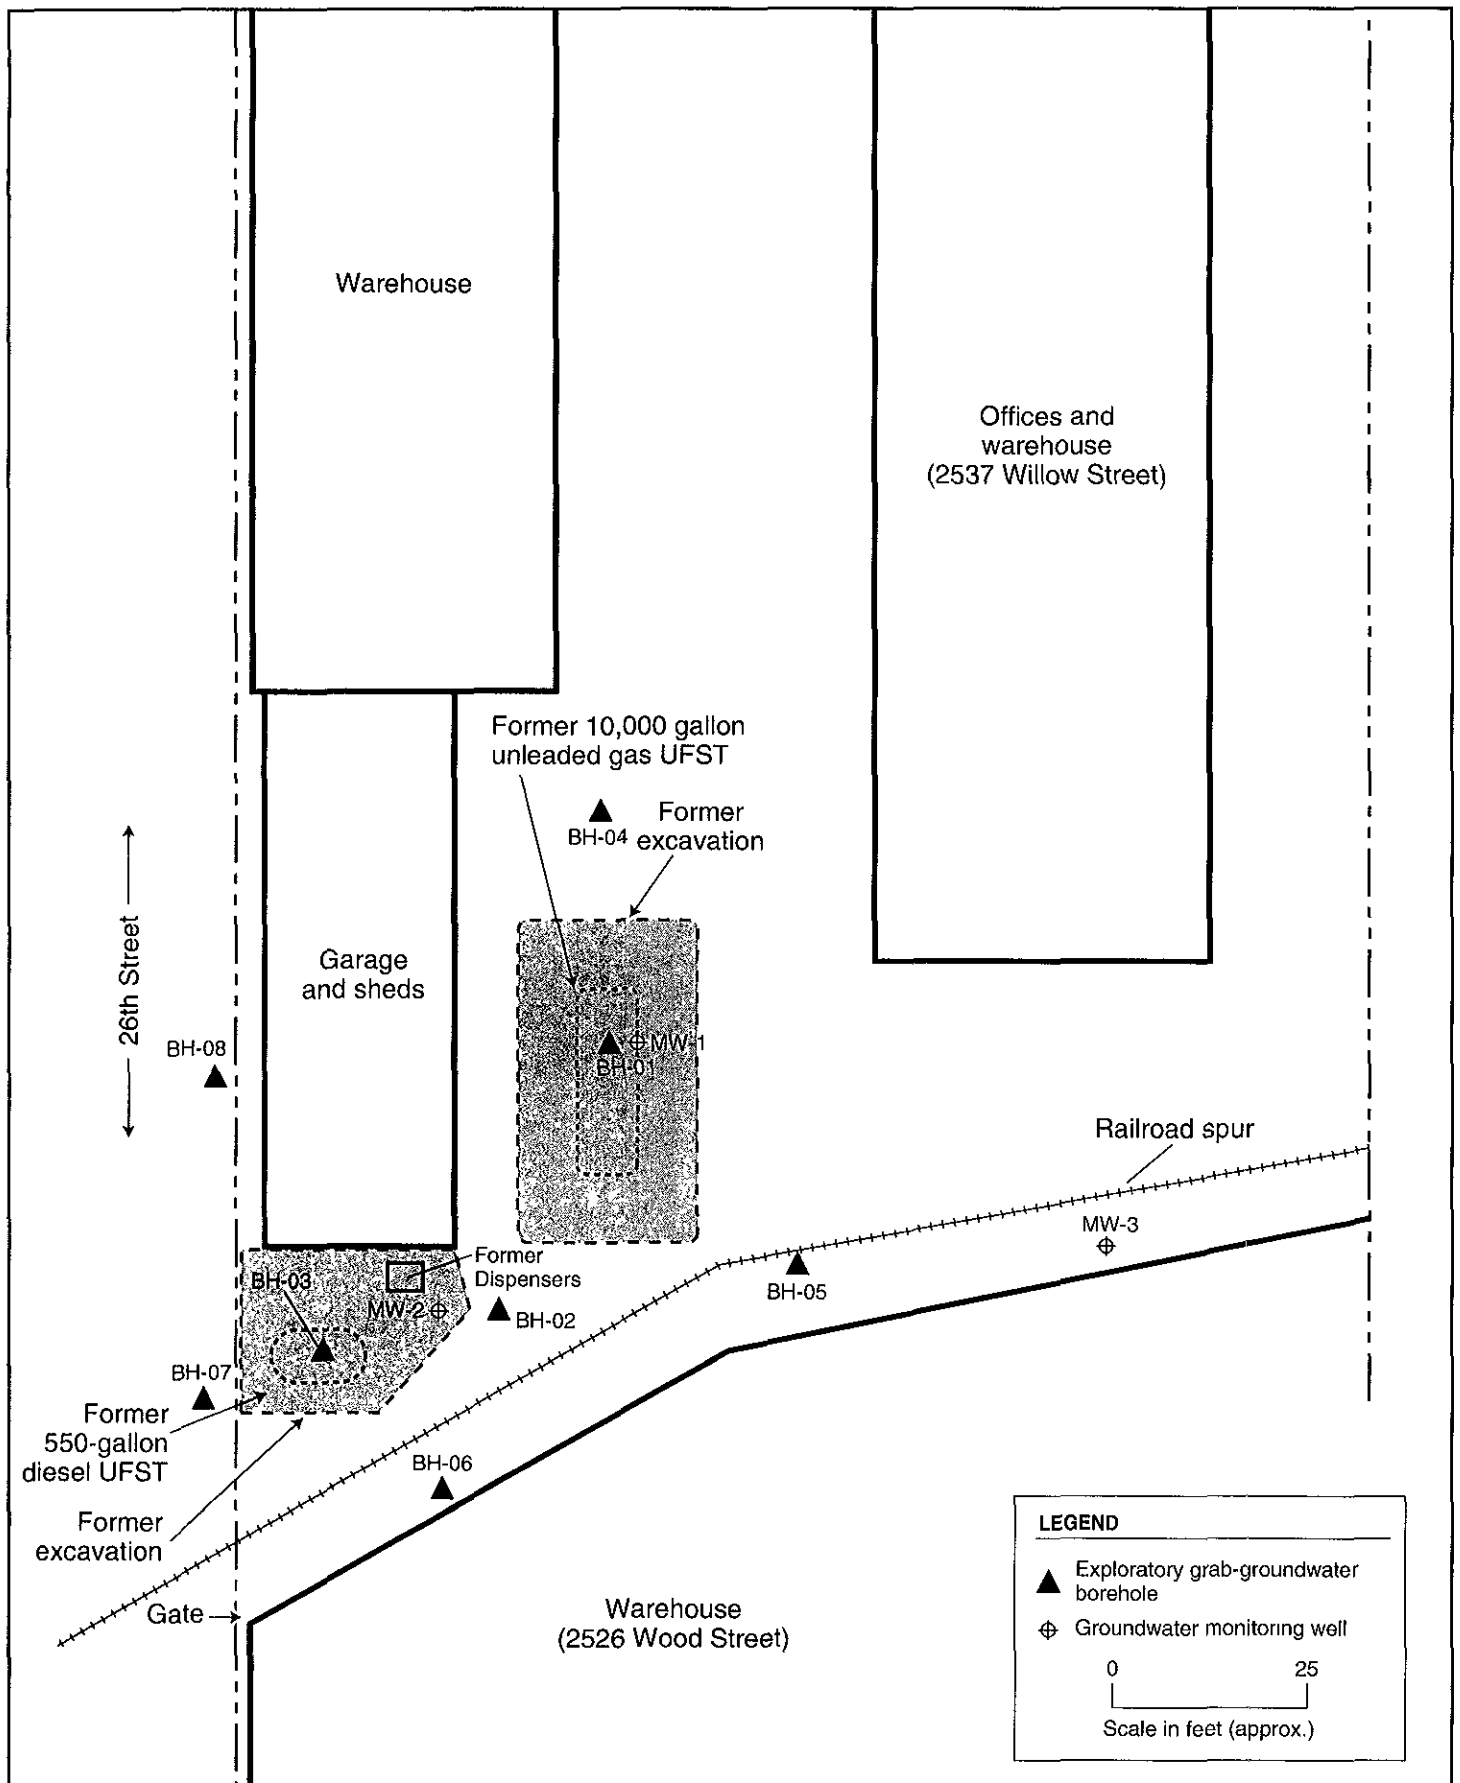 Warehouse
Offices and
warehouse
(2537 Willow Street)
Former 10,000 gallon
unleaded gas UFST
BH-04
Former
excavation
26th Street
Garage
and sheds
BH-08
MW-1
BH-01
Railroad spur
MW-3
Former
Dispensers
BH-03
MW-2
BH-02
BH-05
BH-07
Former
550-gallon
diesel UFST
BH-06
Former
excavation
Gate
Warehouse
(2526 Wood Street)
LEGEND
Exploratory grab-groundwater
borehole
Groundwater monitoring well
0 25
Scale in feet (approx.)